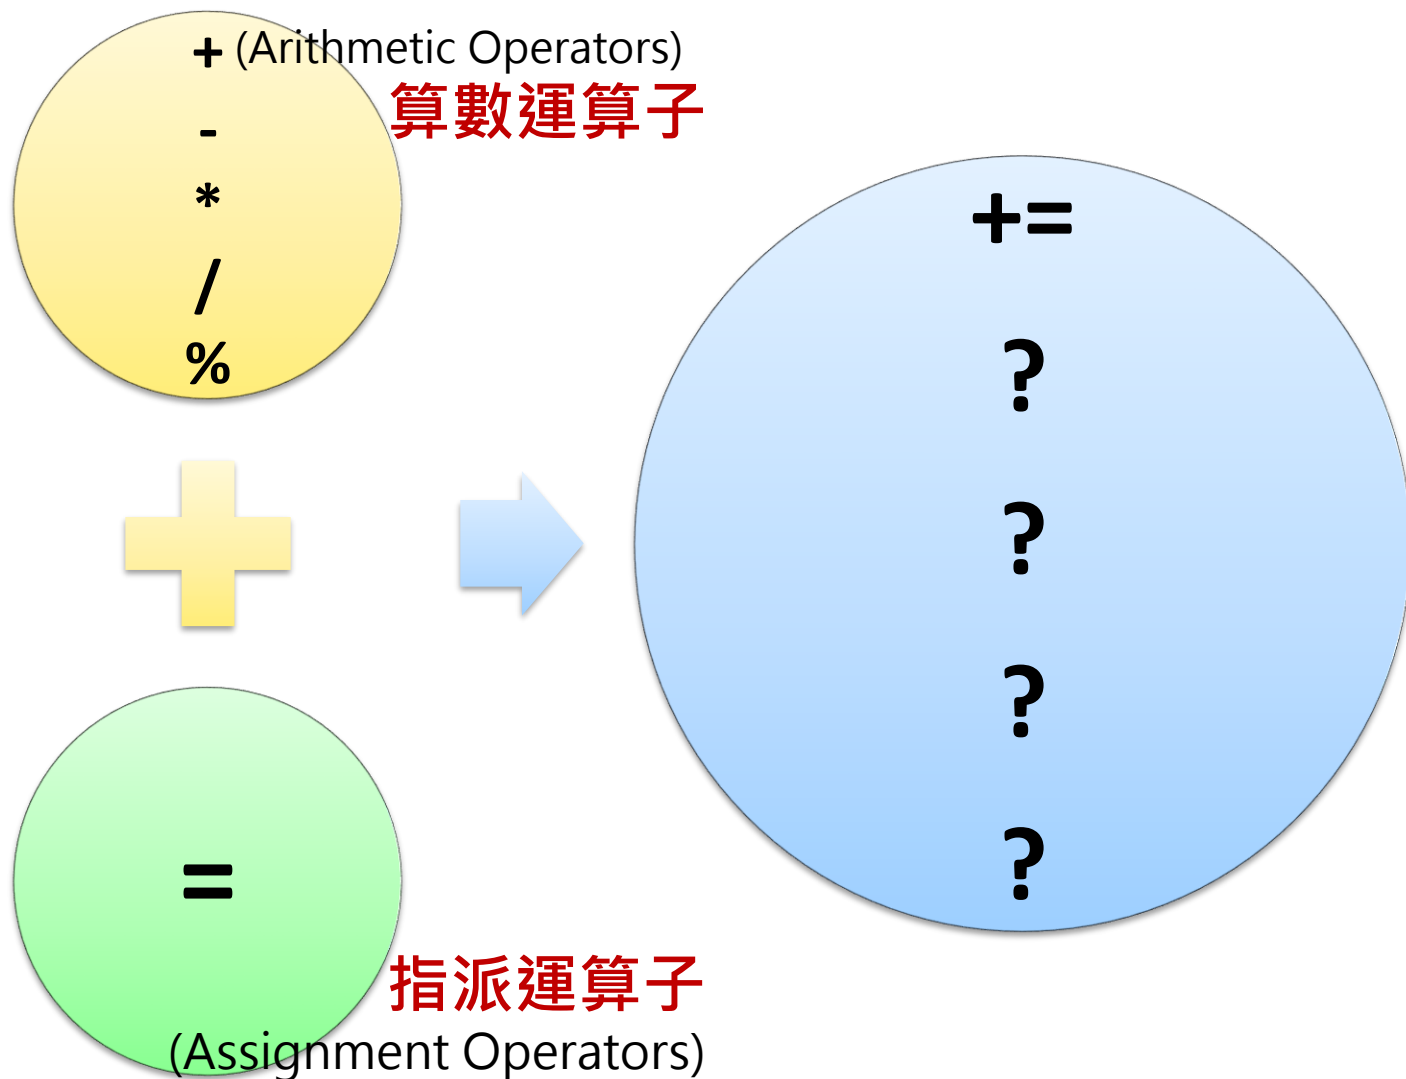 + (Arithmetic Operators)
算數運算子
-
*
/
%
+=
?
?
?
?
=
指派運算子
(Assignment Operators)